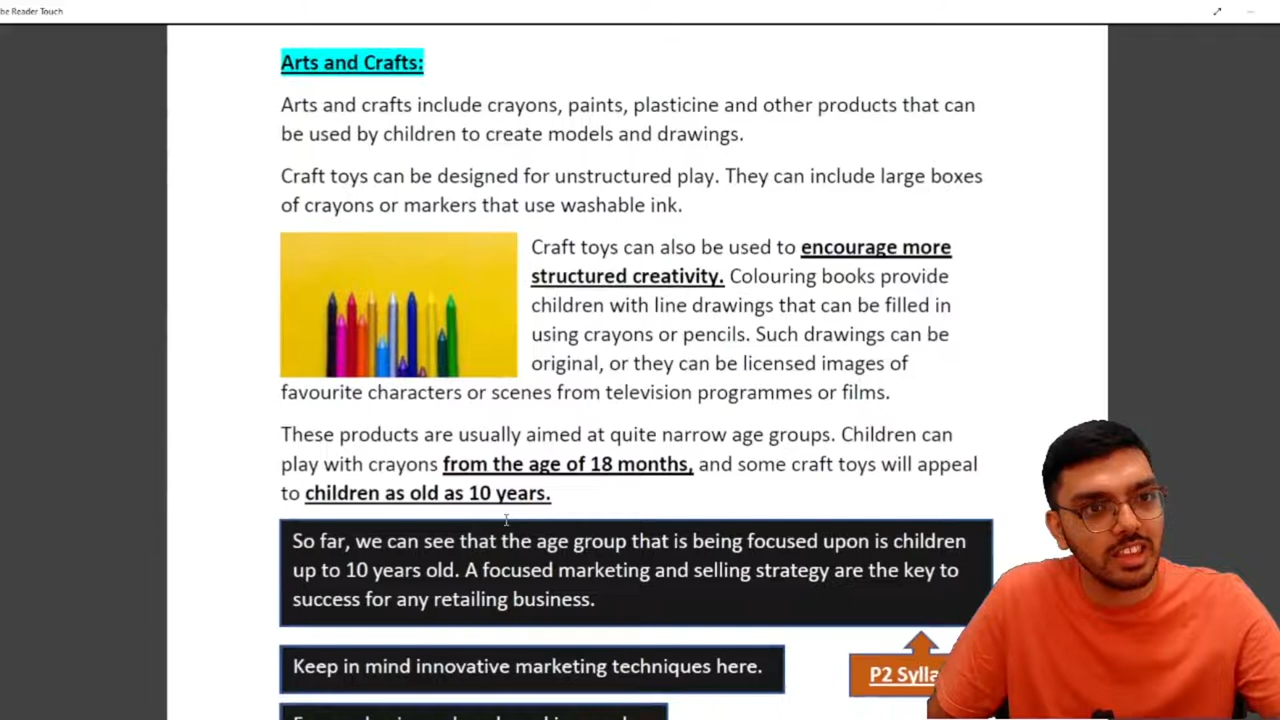 be Reader Touch
Arts and Crafts:
Arts and crafts include crayons, paints, plasticine and other products that can
be used by children to create models and drawings.
Craft toys can be designed for unstructured play. They can include large boxes
of crayons or markers that use washable ink.
Craft toys can also be used to encourage more
structured creativity. Colouring books provide
children with line drawings that can be filled in
using crayons or pencils. Such drawings can be
original, or they can be licensed images of
favourite characters or scenes from television programmes or films.
These products are usually aimed at quite narrow age groups. Children can
play with crayons from the age of 18 months, and some craft toys will appeal
to children as old as 10 years.
So far, we can see that the age group that is being focused upon is children
up to 10 years old. A focused marketing and selling strategy are the key to
success for any retailing business.
Keep in mind innovative marketing techniques here.
P2 Sylla